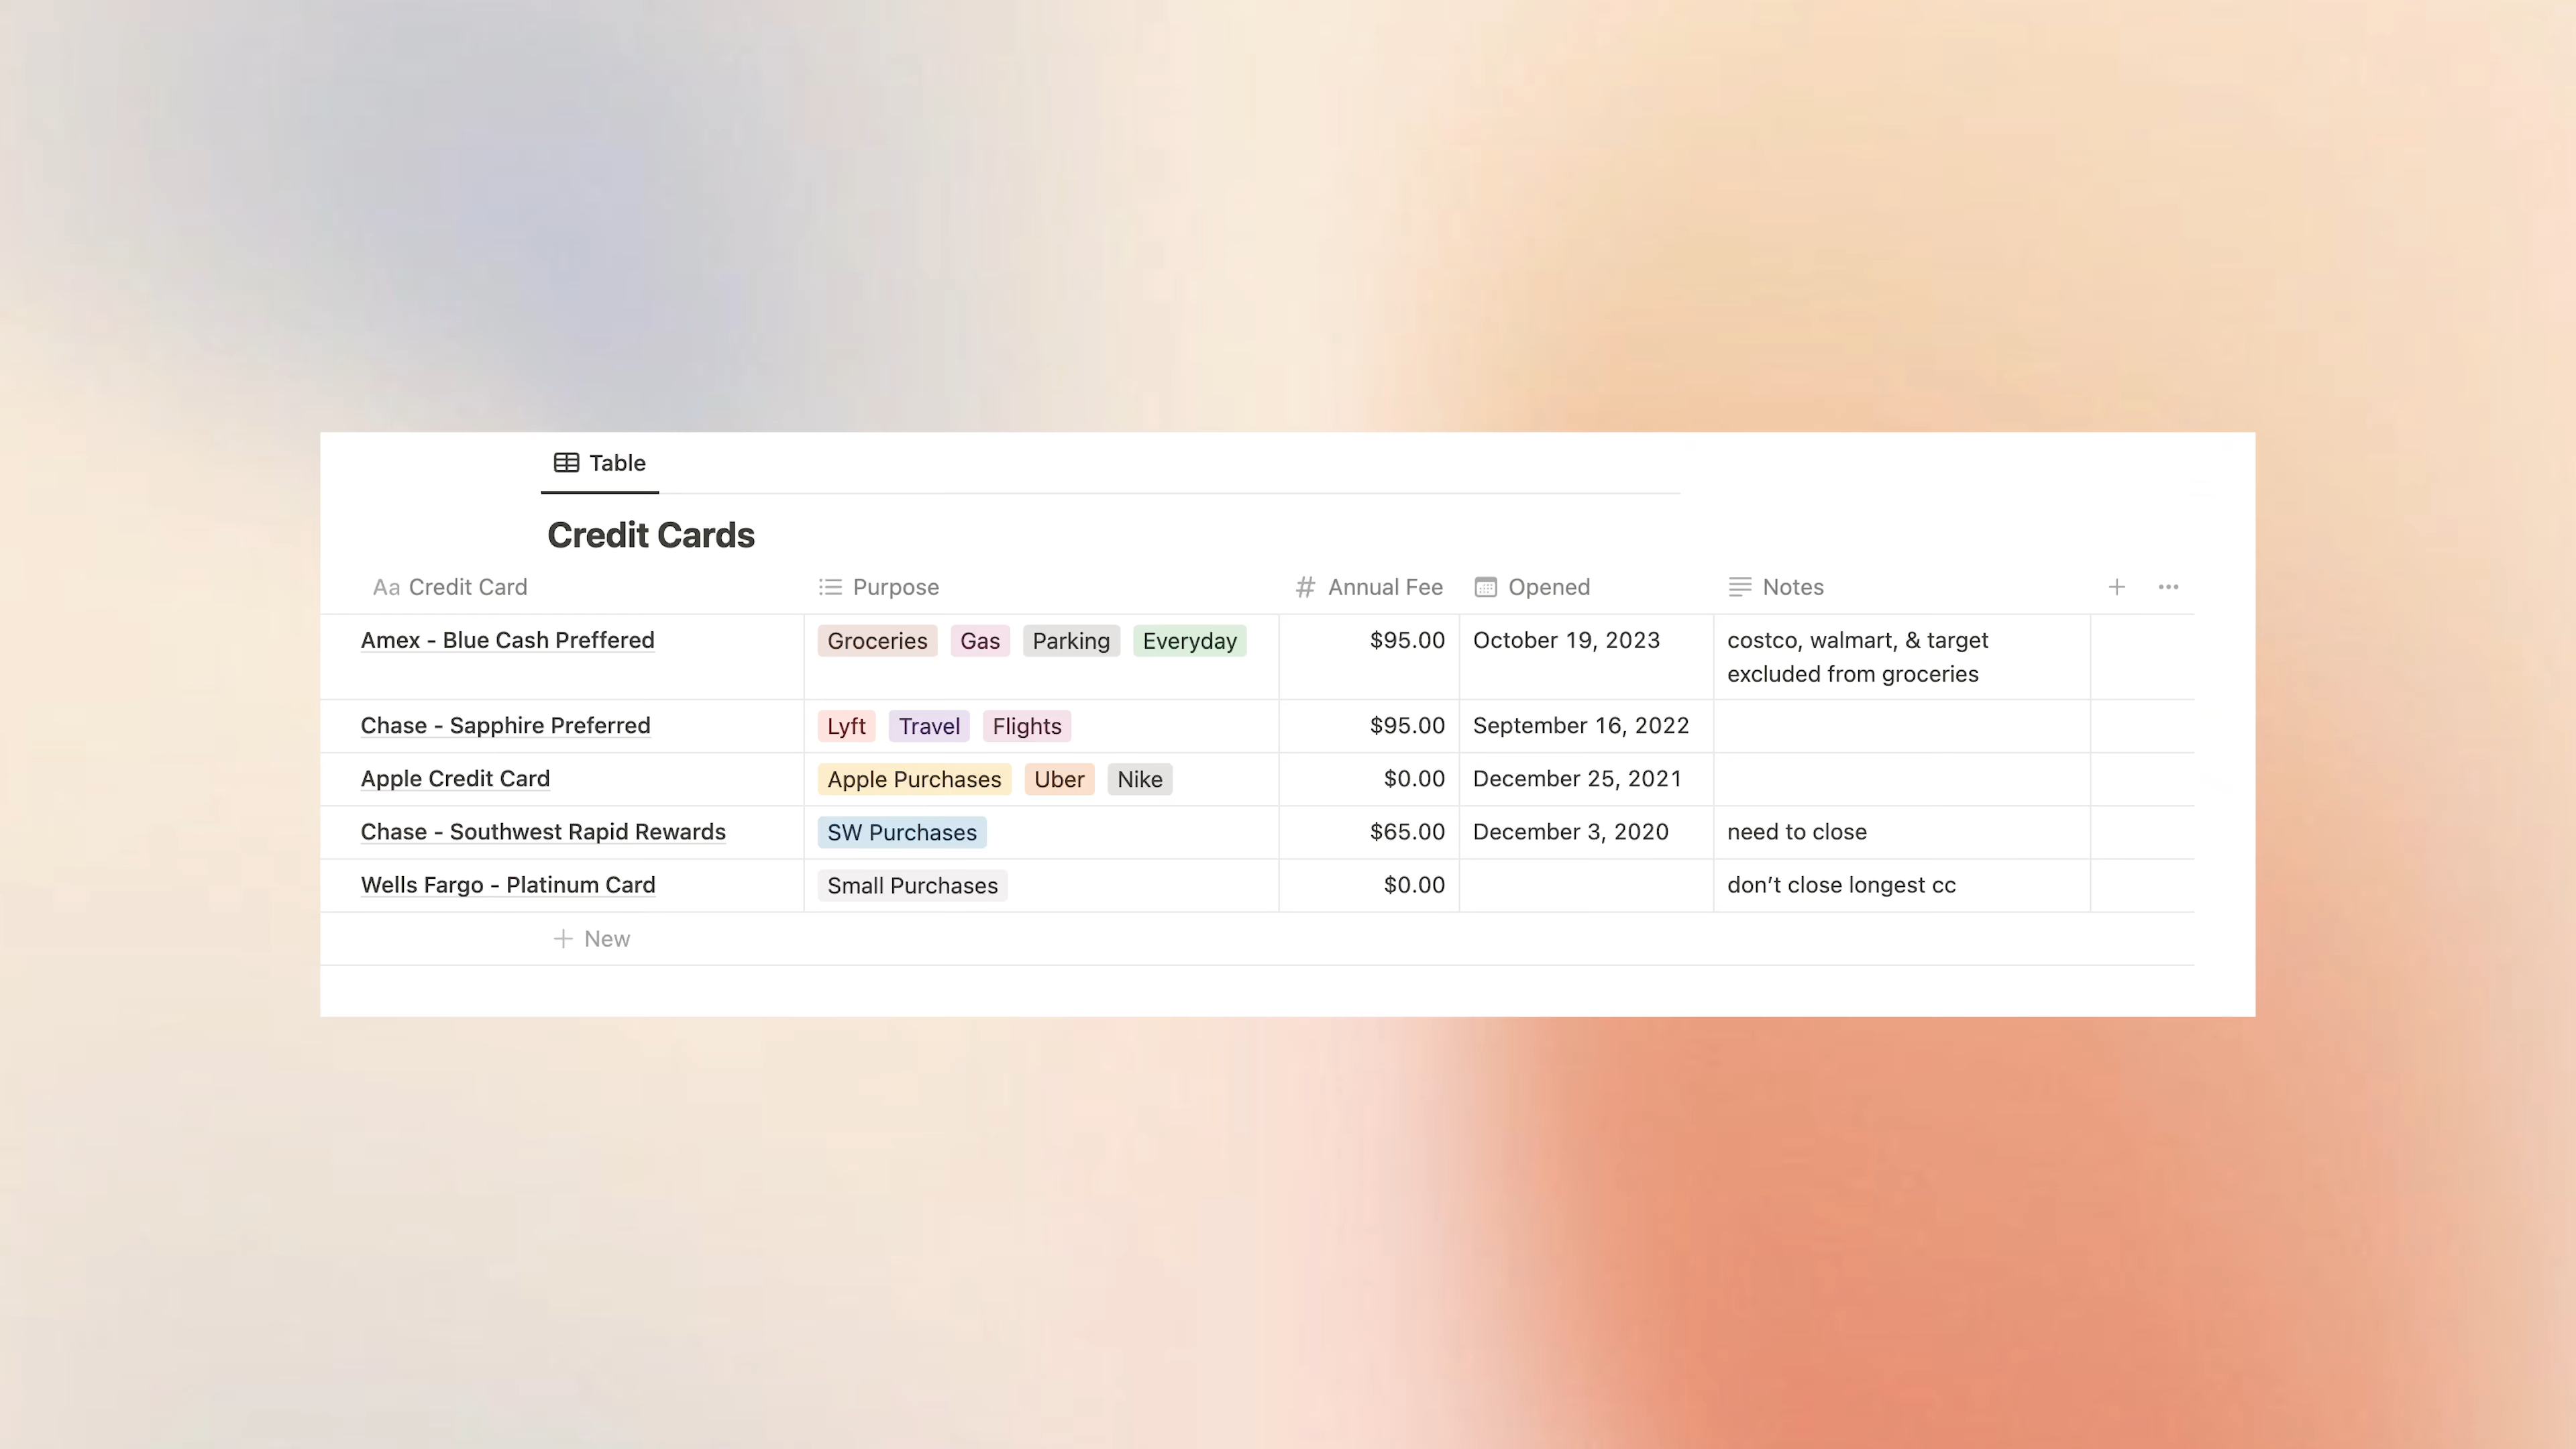 Table
Credit Cards
Aa Credit Card Purpose # Annual Fee Opened Notes + •••
Amex - Blue Cash Preffered Groceries Gas Parking Everyday $95.00 October 19, 2023 costco, walmart, & target
excluded from groceries
Chase - Sapphire Preferred Lyft Travel Flights $95.00 September 16, 2022
Apple Credit Card Apple Purchases Uber Nike $0.00 December 25, 2021
Chase - Southwest Rapid Rewards SW Purchases $65.00 December 3, 2020 need to close
Wells Fargo - Platinum Card Small Purchases $0.00 don’t close longest cc
+ New